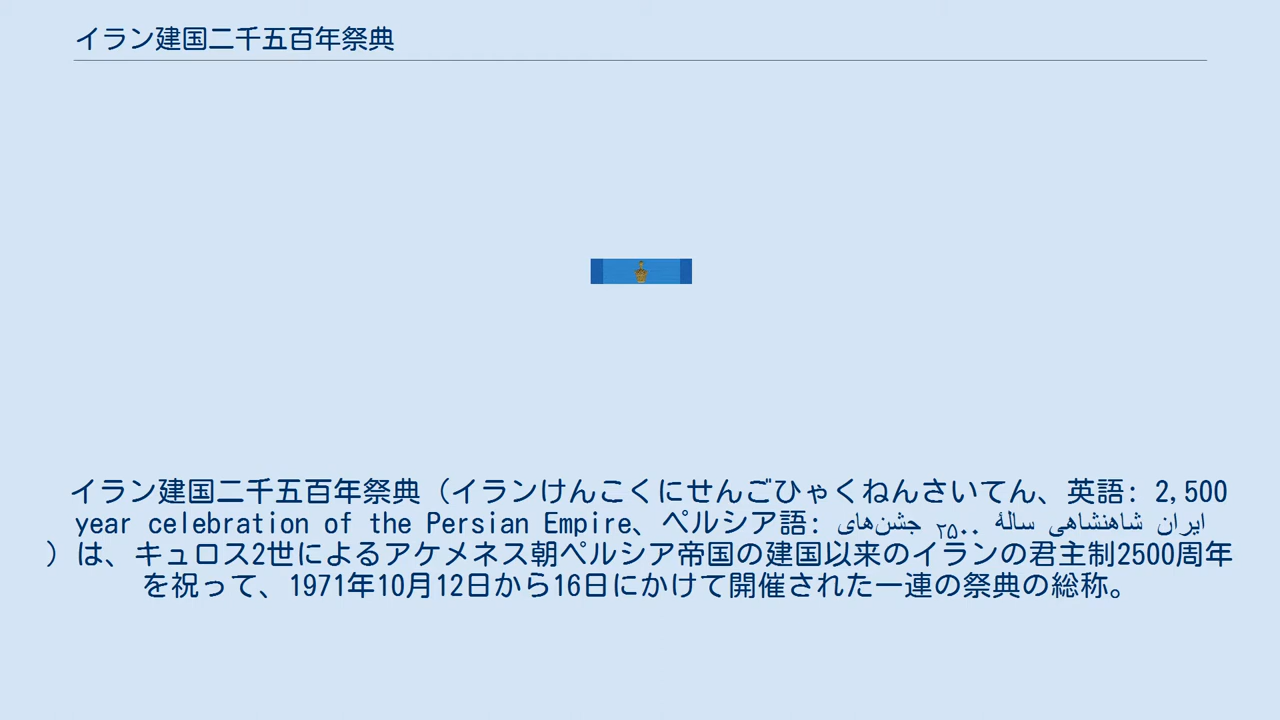 イラン建国二千五百年祭典
イラン建国二千五百年祭典（イランけんこくにせんごひゃくねんさいてん、英語: 2,500
year celebration of the Persian Empire、ペルシア語: جشن‌های ۲۵۰۰ سالهٔ شاهنشاهی ایران
）は、キュロス2世によるアケメネス朝ペルシア帝国の建国以来のイランの君主制2500周年
を祝って、1971年10月12日から16日にかけて開催された一連の祭典の総称。